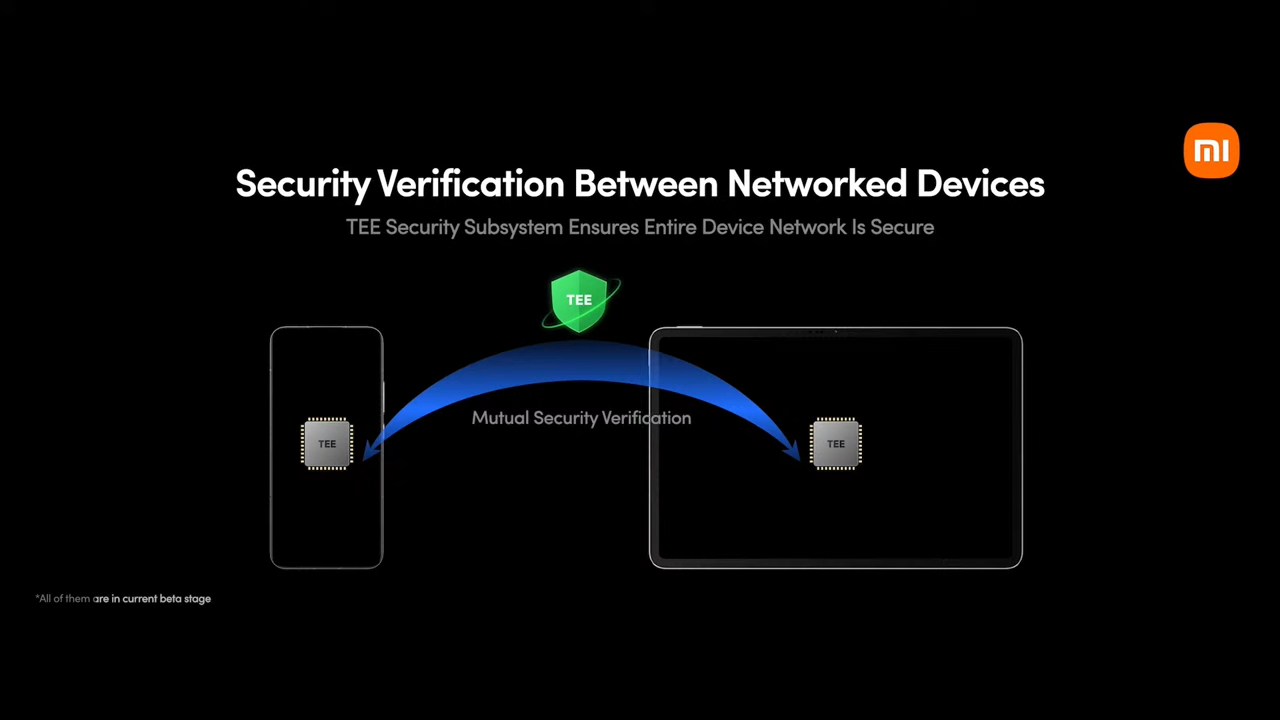 mi
Security Verification Between Networked Devices
TEE Security Subsystem Ensures Entire Device Network Is Secure
TEE
Mutual Security Verification
TEE
TEE
*All of them are in current beta stage